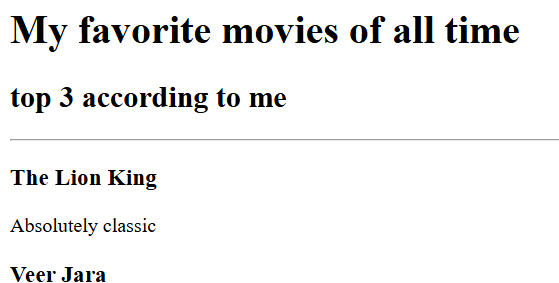 My favorite movies of all time
top 3 according to me
The Lion King
Absolutely classic
Veer Jara